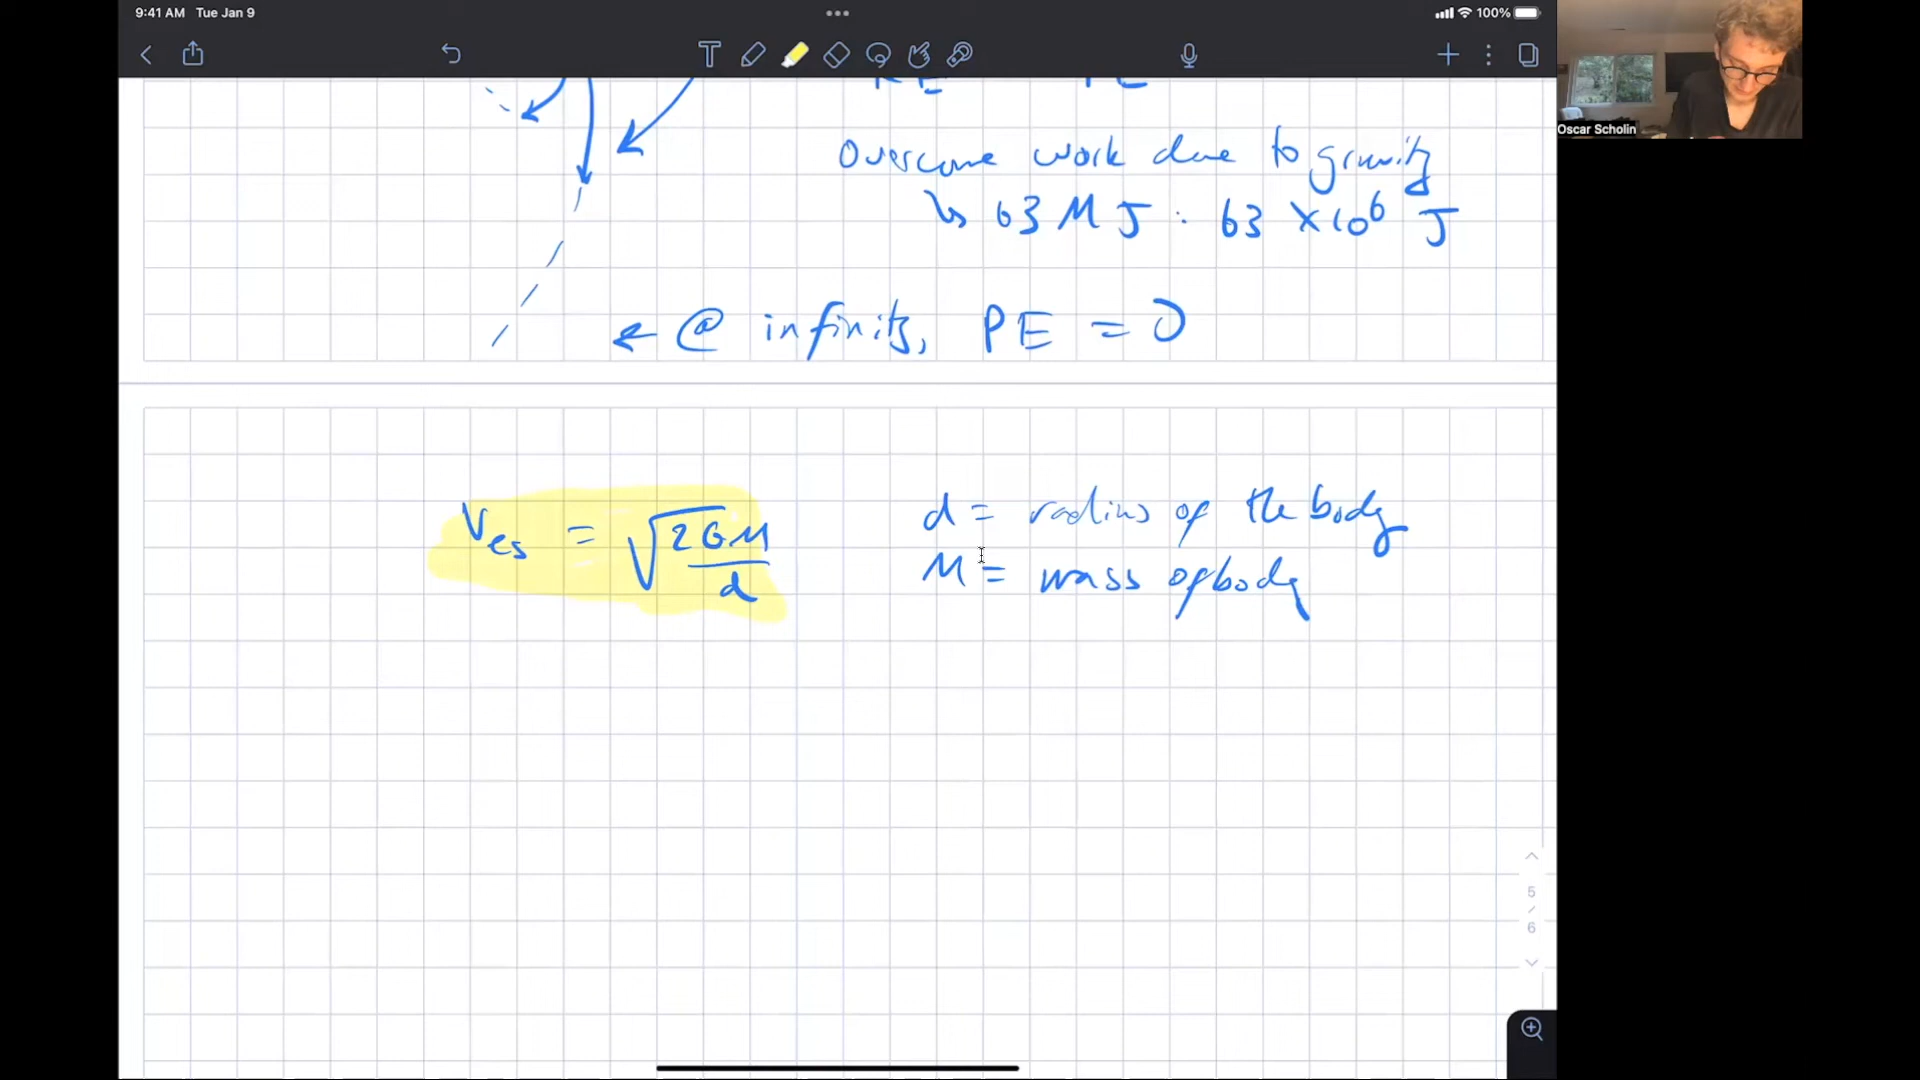 9:41 AM Tue Jan 9
100%
Oscar Scholin
Overcome work due to gravity
↳ 63 MJ : 63 ×10⁶ J
← @ infinity, PE = 0
Ves = √2GM/d
d = radius of the body
M = mass of body
5
/
6